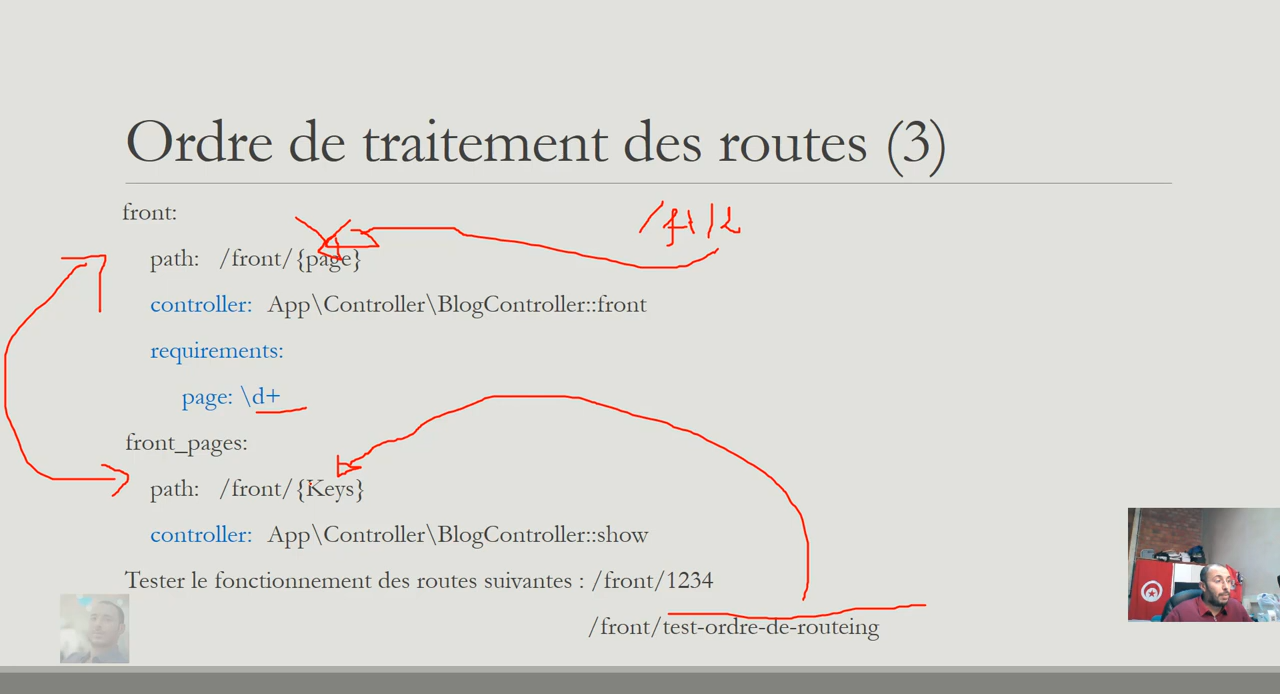 Ordre de traitement des routes (3)
front:
path: /front/{page}
controller: App\Controller\BlogController::front
requirements:
page: \d+
front_pages:
path: /front/{Keys}
controller: App\Controller\BlogController::show
Tester le fonctionnement des routes suivantes : /front/1234
/front/test-ordre-de-routeing